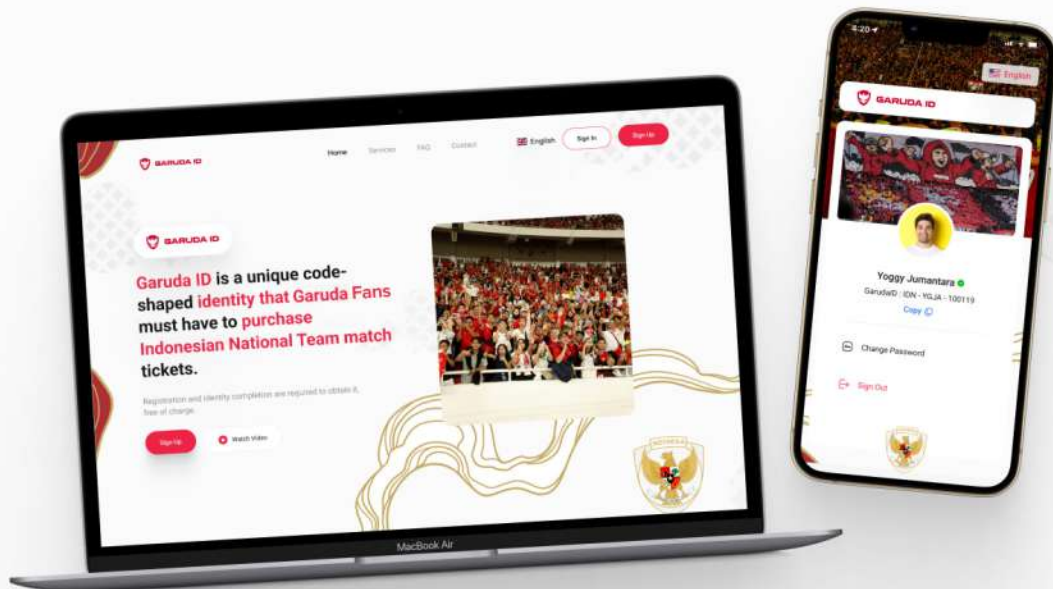 GARUDA ID
Home Services FAQ Contact
English Sign In Sign Up
GARUDA ID
Garuda ID is a unique code-
shaped identity that Garuda Fans
must have to purchase
Indonesian National Team match
tickets.
Registration and identity completion are required to obtain it,
free of charge.
Sign Up Watch Video
INDONESIA
MacBook Air
4:20
English
GARUDA ID
Yoggy Jumantara
GarudaID : IDN - YGJA - 100119
Copy
Change Password
Sign Out